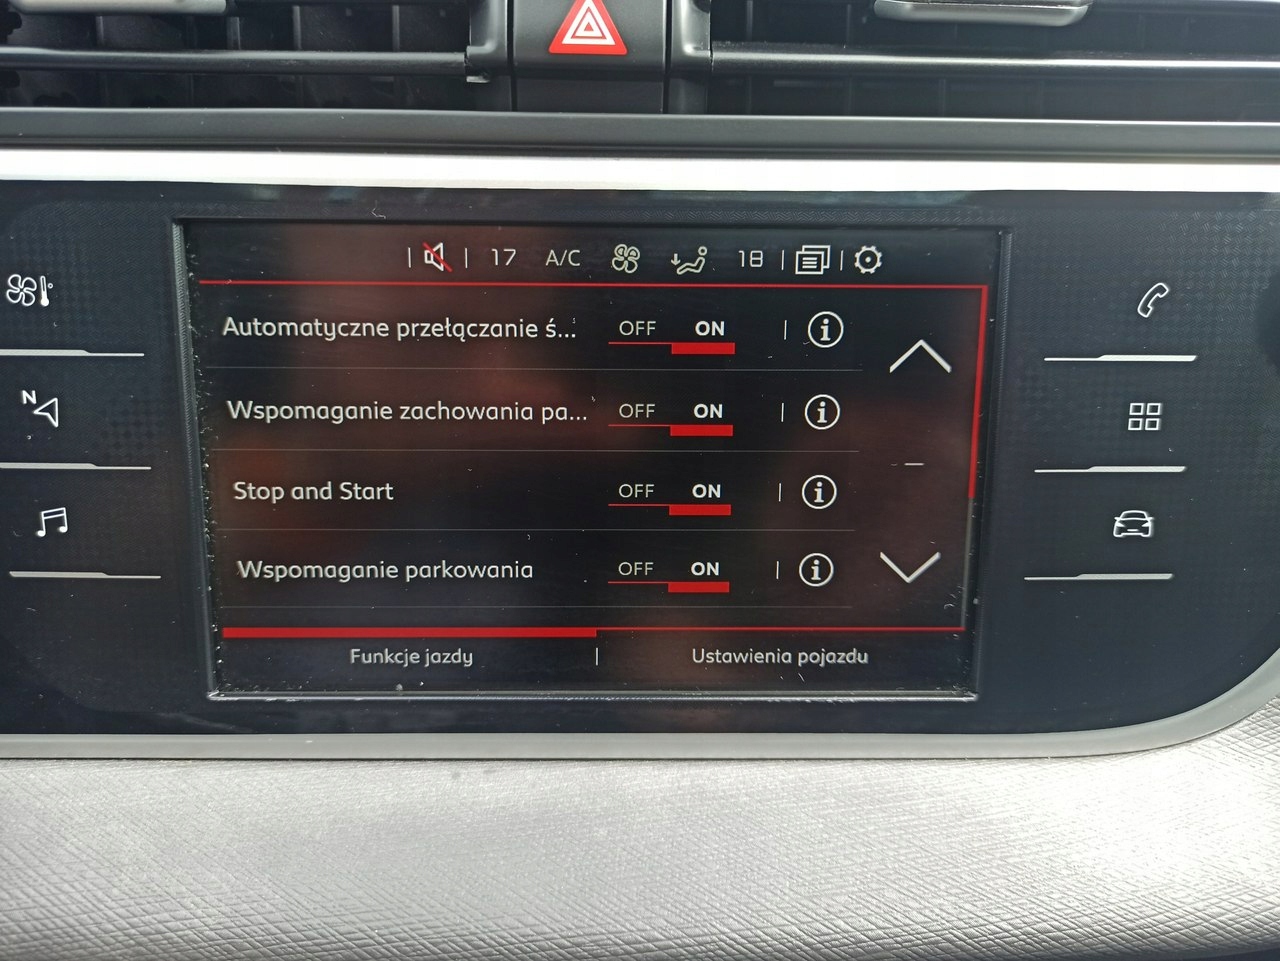 17 A/C 18
Automatyczne przełączanie ś... OFF ON
Wspomaganie zachowania pa... OFF ON
Stop and Start OFF ON
Wspomaganie parkowania OFF ON
Funkcje jazdy Ustawienia pojazdu
N